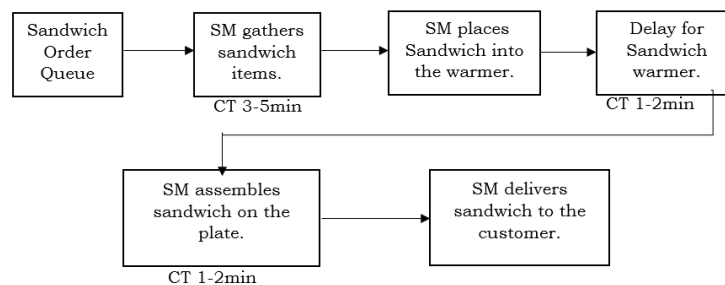 Sandwich
Order
Queue
SM gathers
sandwich
items.
CT 3-5min
SM places
Sandwich into
the warmer.
Delay for
Sandwich
warmer.
CT 1-2min
SM assembles
sandwich on the
plate.
CT 1-2min
SM delivers
sandwich to the
customer.